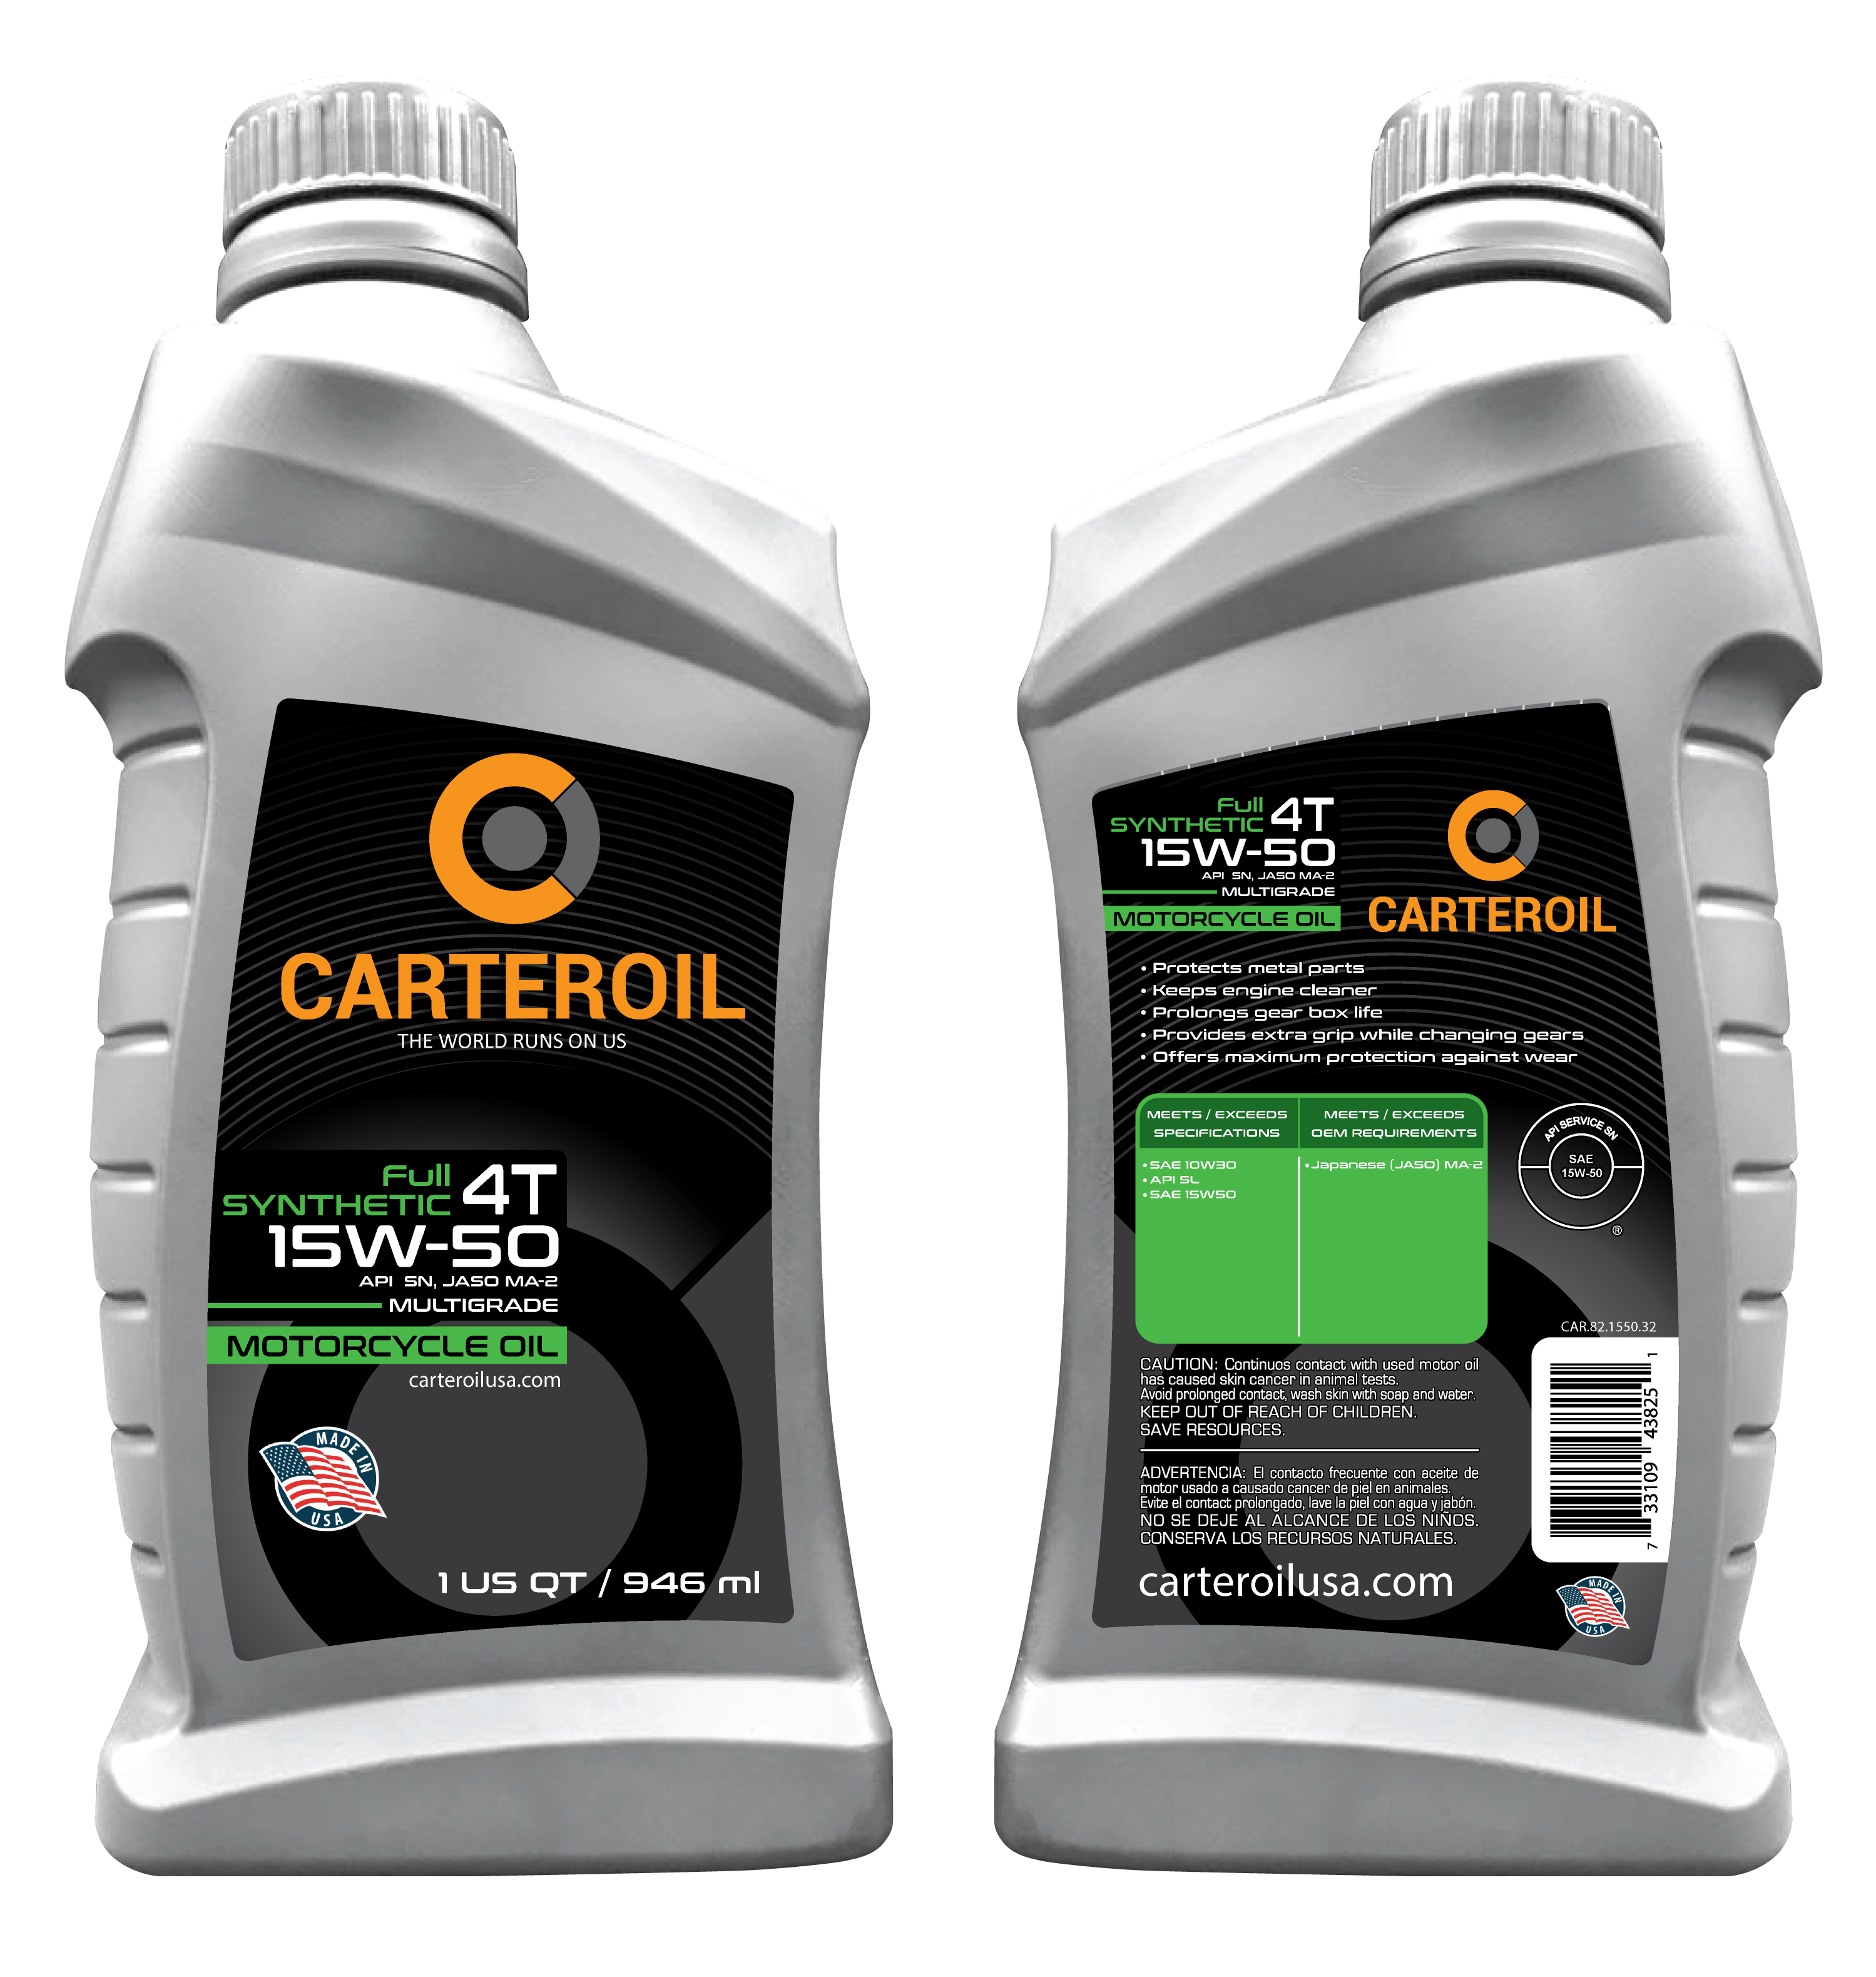 CARTEROIL
THE WORLD RUNS ON US
Full
SYNTHETIC 4T
15W-50
API SN, JASO MA-2
MULTIGRADE
MOTORCYCLE OIL
carteroilusa.com
MADE IN
USA
1 US QT / 946 ml
Full
SYNTHETIC 4T
15W-50
API SN, JASO MA-2
MULTIGRADE
MOTORCYCLE OIL
CARTEROIL
• Protects metal parts
• Keeps engine cleaner
• Prolongs gear box life
• Provides extra grip while changing gears
• Offers maximum protection against wear
MEETS / EXCEEDS
SPECIFICATIONS
• SAE 10W30
• API SL
• SAE 15W50
MEETS / EXCEEDS
OEM REQUIREMENTS
• Japanese (JASO) MA-2
API SERVICE SN
SAE
15W-50
®
CAR.82.1550.32
7 33109 43825 1
CAUTION: Continuos contact with used motor oil
has caused skin cancer in animal tests.
Avoid prolonged contact, wash skin with soap and water.
KEEP OUT OF REACH OF CHILDREN.
SAVE RESOURCES.
ADVERTENCIA: El contacto frecuente con aceite de
motor usado a causado cancer de piel en animales.
Evite el contact prolongado, lave la piel con agua y jabón.
NO SE DEJE AL ALCANCE DE LOS NIÑOS.
CONSERVA LOS RECURSOS NATURALES.
carteroilusa.com
MADE IN
USA